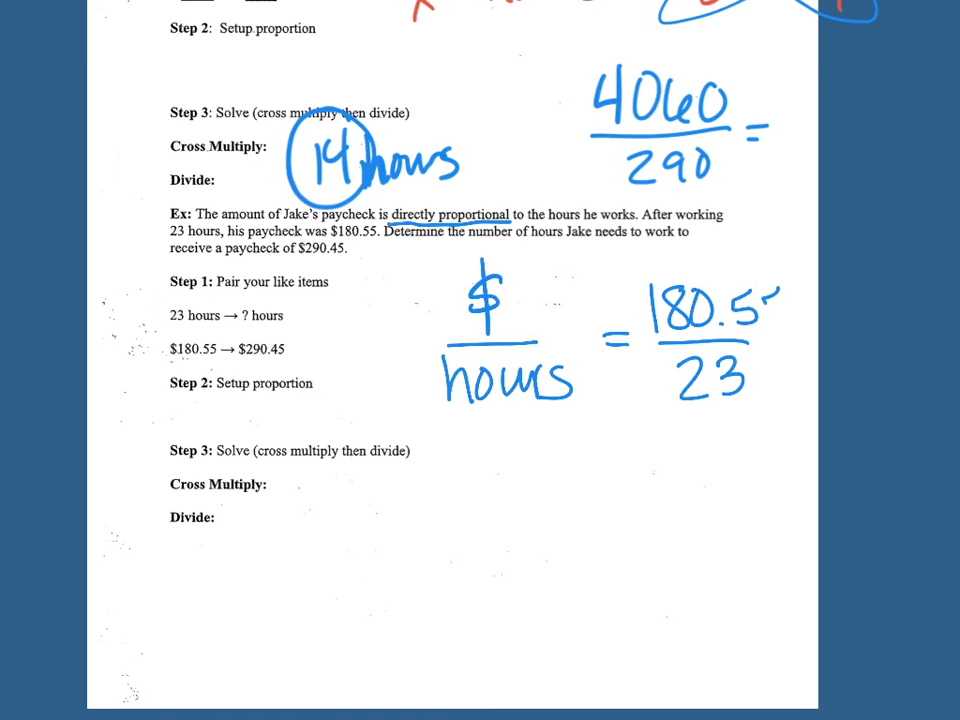 Step 2: Setup proportion
Step 3: Solve (cross multiply then divide)
4060
290
=
Cross Multiply:
14 hours
Divide:
Ex: The amount of Jake's paycheck is directly proportional to the hours he works. After working
23 hours, his paycheck was $180.55. Determine the number of hours Jake needs to work to
receive a paycheck of $290.45.
Step 1: Pair your like items
23 hours → ? hours
$180.55 → $290.45
$
hours
= 180.5
23
Step 2: Setup proportion
Step 3: Solve (cross multiply then divide)
Cross Multiply:
Divide: